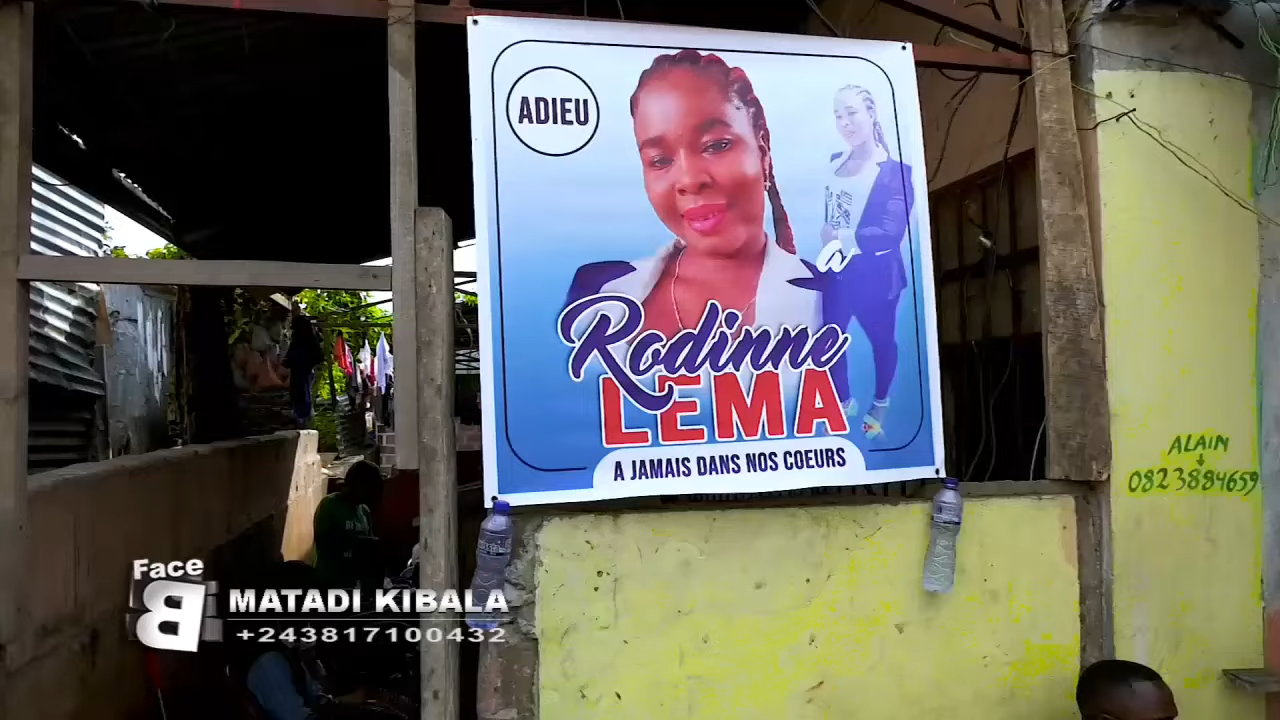 ADIEU
à
Rodinne
LEMA
A JAMAIS DANS NOS COEURS
ALAIN
0823884659
Face
B MATADI KIBALA
+243817100432